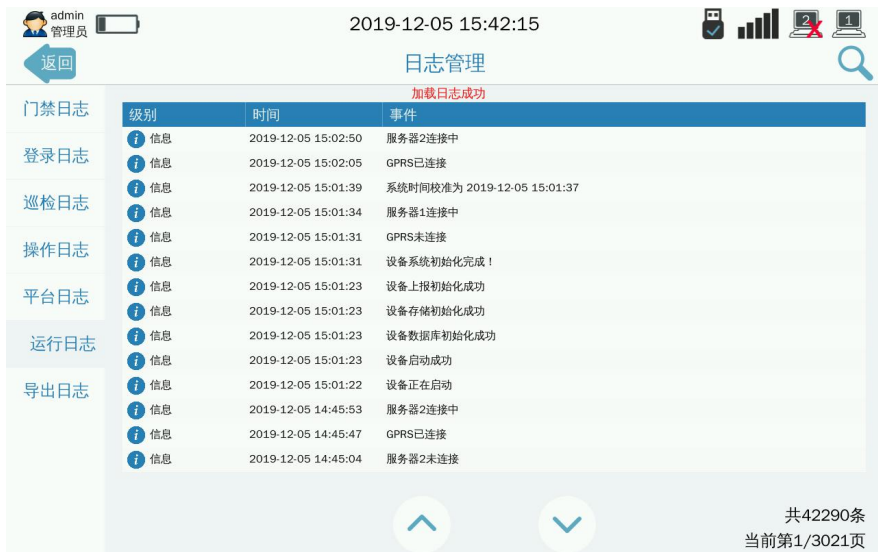 admin
管理员
2019-12-05 15:42:15
2
1
返回
日志管理
加载日志成功
门禁日志
登录日志
巡检日志
操作日志
平台日志
运行日志
导出日志
级别 时间 事件
信息 2019-12-05 15:02:50 服务器2连接中
信息 2019-12-05 15:02:05 GPRS已连接
信息 2019-12-05 15:01:39 系统时间校准为 2019-12-05 15:01:37
信息 2019-12-05 15:01:34 服务器1连接中
信息 2019-12-05 15:01:31 GPRS未连接
信息 2019-12-05 15:01:31 设备系统初始化完成！
信息 2019-12-05 15:01:23 设备上报初始化成功
信息 2019-12-05 15:01:23 设备存储初始化成功
信息 2019-12-05 15:01:23 设备数据库初始化成功
信息 2019-12-05 15:01:23 设备启动成功
信息 2019-12-05 15:01:22 设备正在启动
信息 2019-12-05 14:45:53 服务器2连接中
信息 2019-12-05 14:45:47 GPRS已连接
信息 2019-12-05 14:45:04 服务器2未连接
共42290条
当前第1/3021页